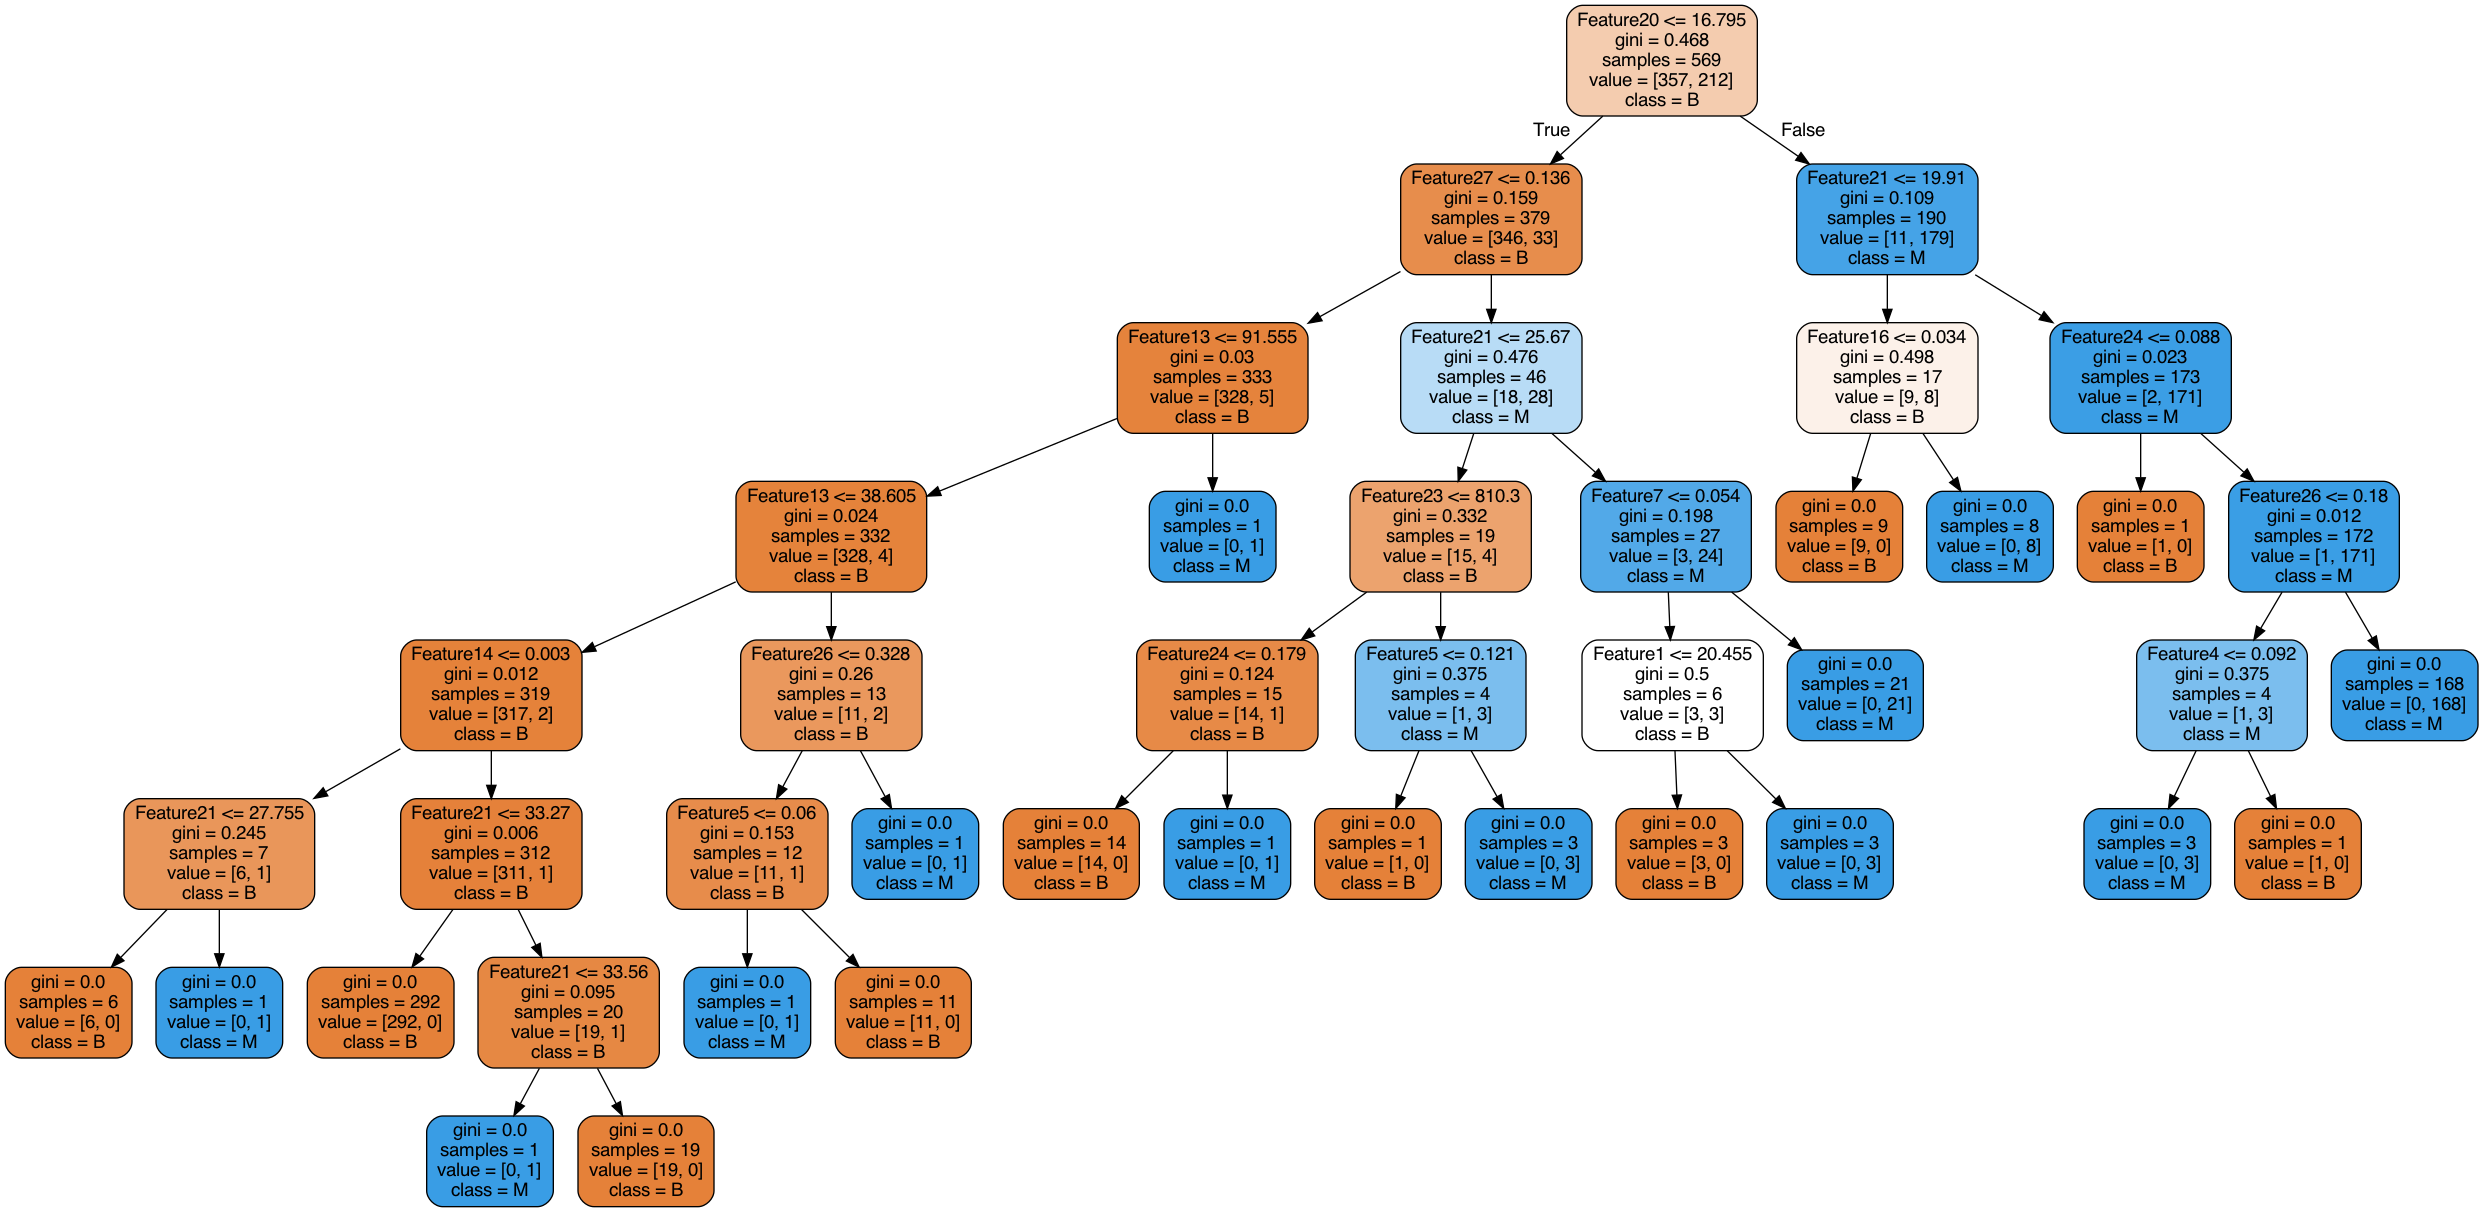 Feature20 <= 16.795
gini = 0.468
samples = 569
value = [357, 212]
class = B
True
False
Feature27 <= 0.136
gini = 0.159
samples = 379
value = [346, 33]
class = B
Feature21 <= 19.91
gini = 0.109
samples = 190
value = [11, 179]
class = M
Feature13 <= 91.555
gini = 0.03
samples = 333
value = [328, 5]
class = B
Feature21 <= 25.67
gini = 0.476
samples = 46
value = [18, 28]
class = M
Feature16 <= 0.034
gini = 0.498
samples = 17
value = [9, 8]
class = B
Feature24 <= 0.088
gini = 0.023
samples = 173
value = [2, 171]
class = M
Feature13 <= 38.605
gini = 0.024
samples = 332
value = [328, 4]
class = B
gini = 0.0
samples = 1
value = [0, 1]
class = M
Feature23 <= 810.3
gini = 0.332
samples = 19
value = [15, 4]
class = B
Feature7 <= 0.054
gini = 0.198
samples = 27
value = [3, 24]
class = M
gini = 0.0
samples = 9
value = [9, 0]
class = B
gini = 0.0
samples = 8
value = [0, 8]
class = M
gini = 0.0
samples = 1
value = [1, 0]
class = B
Feature26 <= 0.18
gini = 0.012
samples = 172
value = [1, 171]
class = M
Feature14 <= 0.003
gini = 0.012
samples = 319
value = [317, 2]
class = B
Feature26 <= 0.328
gini = 0.26
samples = 13
value = [11, 2]
class = B
Feature24 <= 0.179
gini = 0.124
samples = 15
value = [14, 1]
class = B
Feature5 <= 0.121
gini = 0.375
samples = 4
value = [1, 3]
class = M
Feature1 <= 20.455
gini = 0.5
samples = 6
value = [3, 3]
class = B
gini = 0.0
samples = 21
value = [0, 21]
class = M
Feature4 <= 0.092
gini = 0.375
samples = 4
value = [1, 3]
class = M
gini = 0.0
samples = 168
value = [0, 168]
class = M
Feature21 <= 27.755
gini = 0.245
samples = 7
value = [6, 1]
class = B
Feature21 <= 33.27
gini = 0.006
samples = 312
value = [311, 1]
class = B
Feature5 <= 0.06
gini = 0.153
samples = 12
value = [11, 1]
class = B
gini = 0.0
samples = 1
value = [0, 1]
class = M
gini = 0.0
samples = 14
value = [14, 0]
class = B
gini = 0.0
samples = 1
value = [0, 1]
class = M
gini = 0.0
samples = 1
value = [1, 0]
class = B
gini = 0.0
samples = 3
value = [0, 3]
class = M
gini = 0.0
samples = 3
value = [3, 0]
class = B
gini = 0.0
samples = 3
value = [0, 3]
class = M
gini = 0.0
samples = 3
value = [0, 3]
class = M
gini = 0.0
samples = 1
value = [1, 0]
class = B
gini = 0.0
samples = 6
value = [6, 0]
class = B
gini = 0.0
samples = 1
value = [0, 1]
class = M
gini = 0.0
samples = 292
value = [292, 0]
class = B
Feature21 <= 33.56
gini = 0.095
samples = 20
value = [19, 1]
class = B
gini = 0.0
samples = 1
value = [0, 1]
class = M
gini = 0.0
samples = 11
value = [11, 0]
class = B
gini = 0.0
samples = 1
value = [0, 1]
class = M
gini = 0.0
samples = 19
value = [19, 0]
class = B